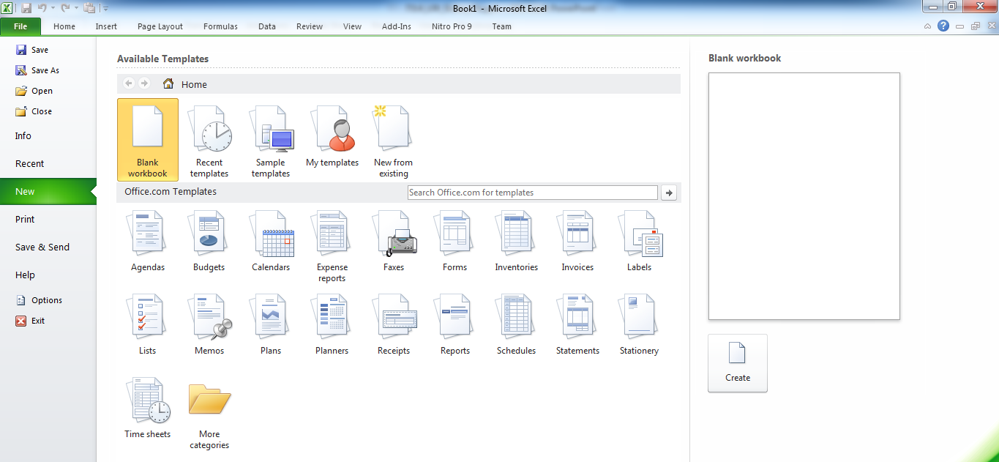 Book1 - Microsoft Excel
File Home Insert Page Layout Formulas Data Review View Add-Ins Nitro Pro 9 Team
Save
Save As
Open
Close
Info
Recent
New
Print
Save & Send
Help
Options
Exit
Available Templates
Home
Blank workbook
Recent templates
Sample templates
My templates
New from existing
Office.com Templates
Search Office.com for templates
Agendas
Budgets
Calendars
Expense reports
Faxes
Forms
Inventories
Invoices
Labels
Lists
Memos
Plans
Planners
Receipts
Reports
Schedules
Statements
Stationery
Time sheets
More categories
Blank workbook
Create